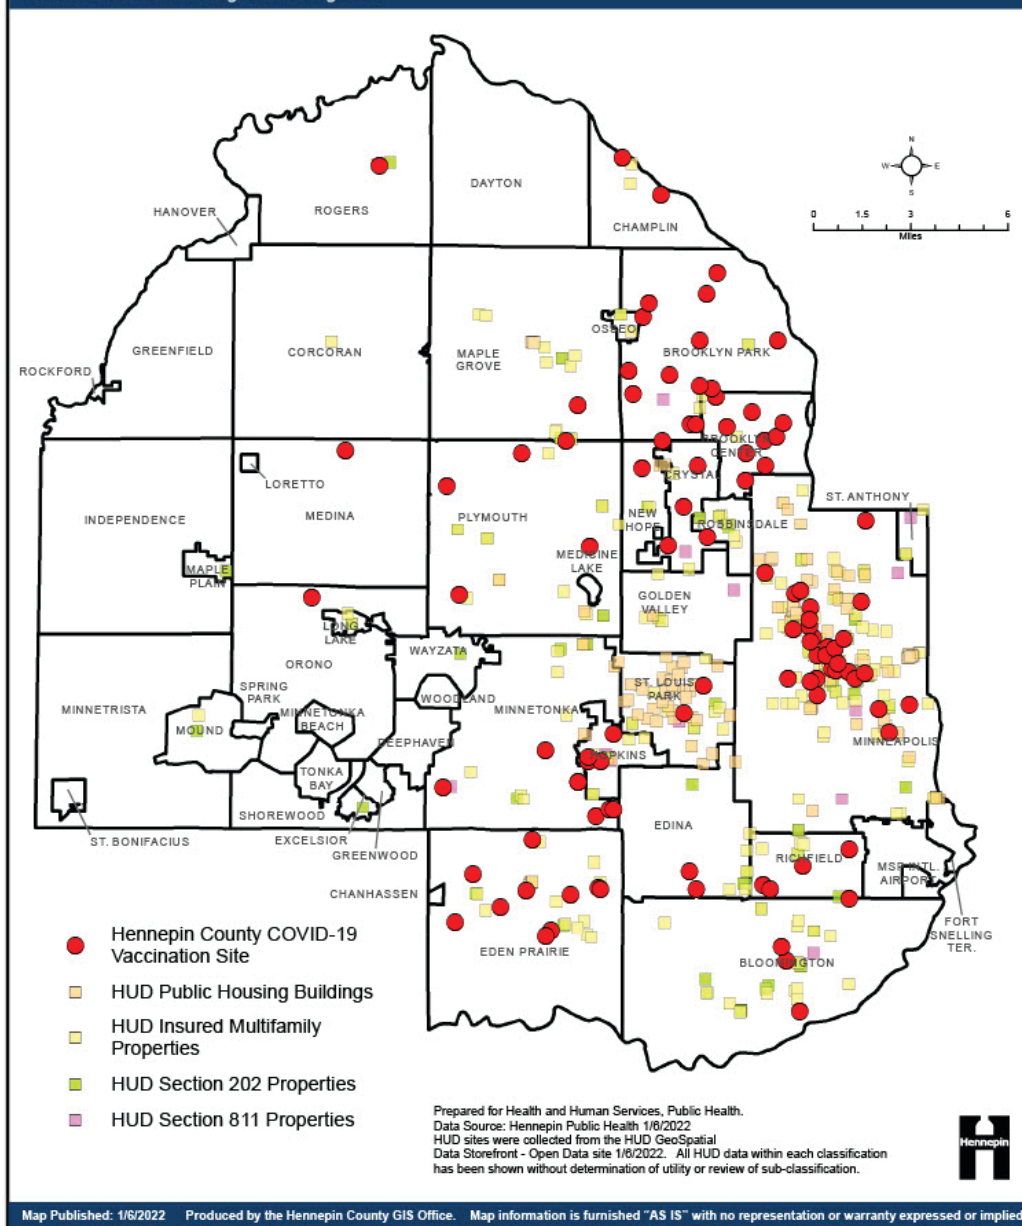 N
W
E
S
0 1.5 3 6
Miles
DAYTON
HANOVER
ROGERS
CHAMPLIN
OSSEO
GREENFIELD
CORCORAN
MAPLE
GROVE
BROOKLYN PARK
ROCKFORD
BROOKLYN
CENTER
CRYSTAL
LORETTO
ST. ANTHONY
INDEPENDENCE
MEDINA
PLYMOUTH
NEW
HOPE
ROBBINSDALE
MEDICINE
LAKE
MAPLE
PLAIN
GOLDEN
VALLEY
LONG
LAKE
WAYZATA
ORONO
ST. LOUIS
PARK
SPRING
PARK
WOODLAND
MINNETRISTA
MINNETONKA
BEACH
MINNETONKA
MOUND
DEEPHAVEN
MINNEAPOLIS
HOPKINS
TONKA
BAY
SHOREWOOD
EDINA
ST. BONIFACIUS
EXCELSIOR
GREENWOOD
RICHFIELD
MSP INTL.
AIRPORT
CHANHASSEN
FORT
SNELLING
TER.
EDEN PRAIRIE
BLOOMINGTON
Hennepin County COVID-19
Vaccination Site
HUD Public Housing Buildings
HUD Insured Multifamily
Properties
HUD Section 202 Properties
HUD Section 811 Properties
Prepared for Health and Human Services, Public Health.
Data Source: Hennepin Public Health 1/6/2022
HUD sites were collected from the HUD GeoSpatial
Data Storefront - Open Data site 1/6/2022. All HUD data within each classification
has been shown without determination of utility or review of sub-classification.
Hennepin
Map Published: 1/6/2022 Produced by the Hennepin County GIS Office. Map information is furnished "AS IS" with no representation or warranty expressed or implied